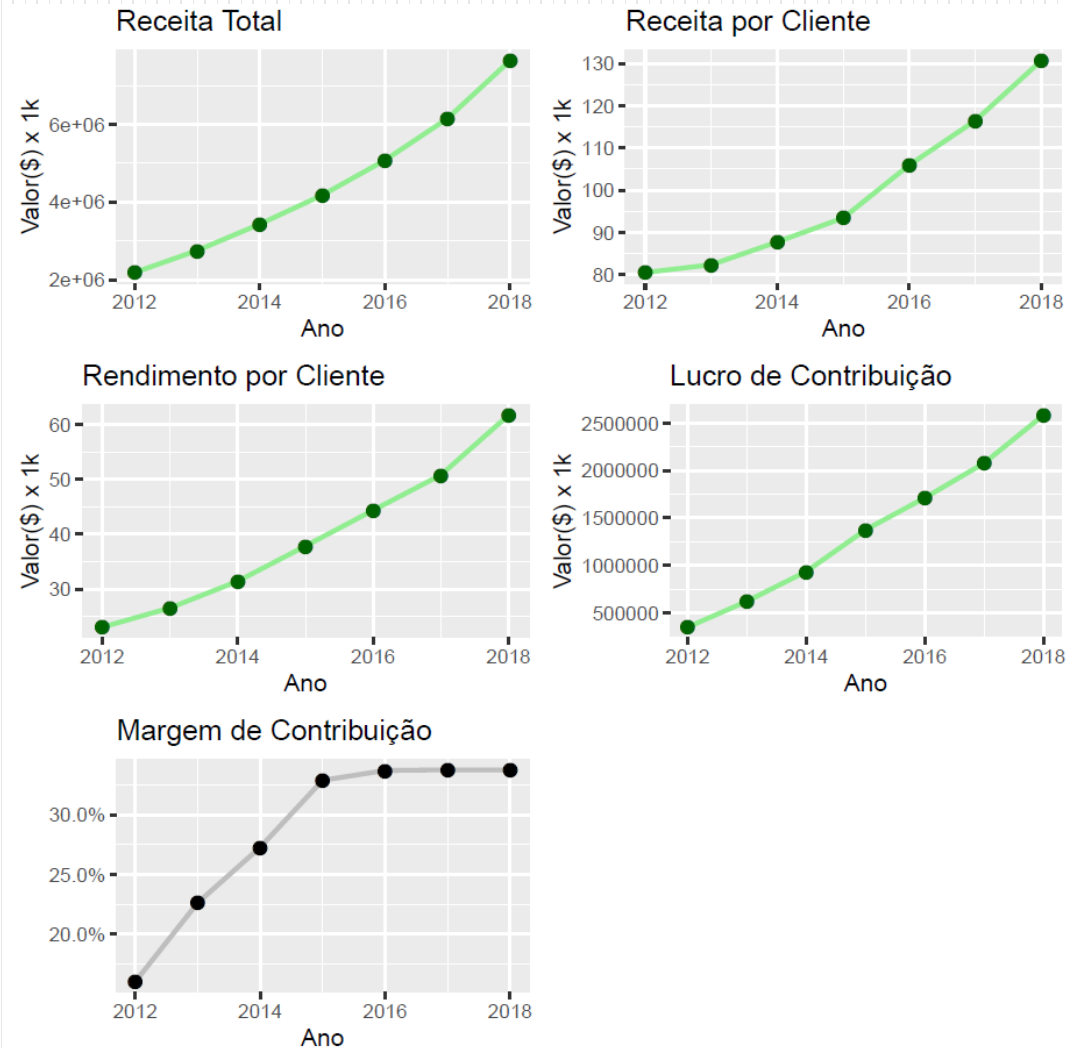 Receita Total
Valor($) x 1k
6e+06
4e+06
2e+06
2012 2014 2016 2018
Ano
Receita por Cliente
Valor($) x 1k
130
120
110
100
90
80
2012 2014 2016 2018
Ano
Rendimento por Cliente
Valor($) x 1k
60
50
40
30
2012 2014 2016 2018
Ano
Lucro de Contribuição
Valor($) x 1k
2500000
2000000
1500000
1000000
500000
2012 2014 2016 2018
Ano
Margem de Contribuição
30.0%
25.0%
20.0%
2012 2014 2016 2018
Ano